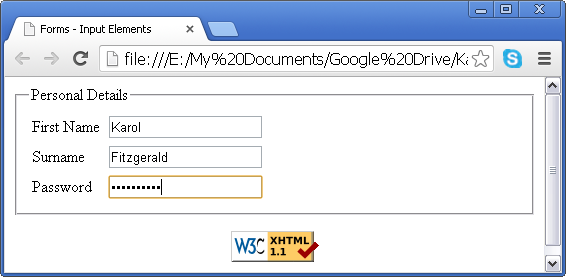 Forms - Input Elements
file:///E:/My%20Documents/Google%20Drive/Ka
Personal Details
First Name Karol
Surname Fitzgerald
Password ••••••••••
W3C XHTML
1.1